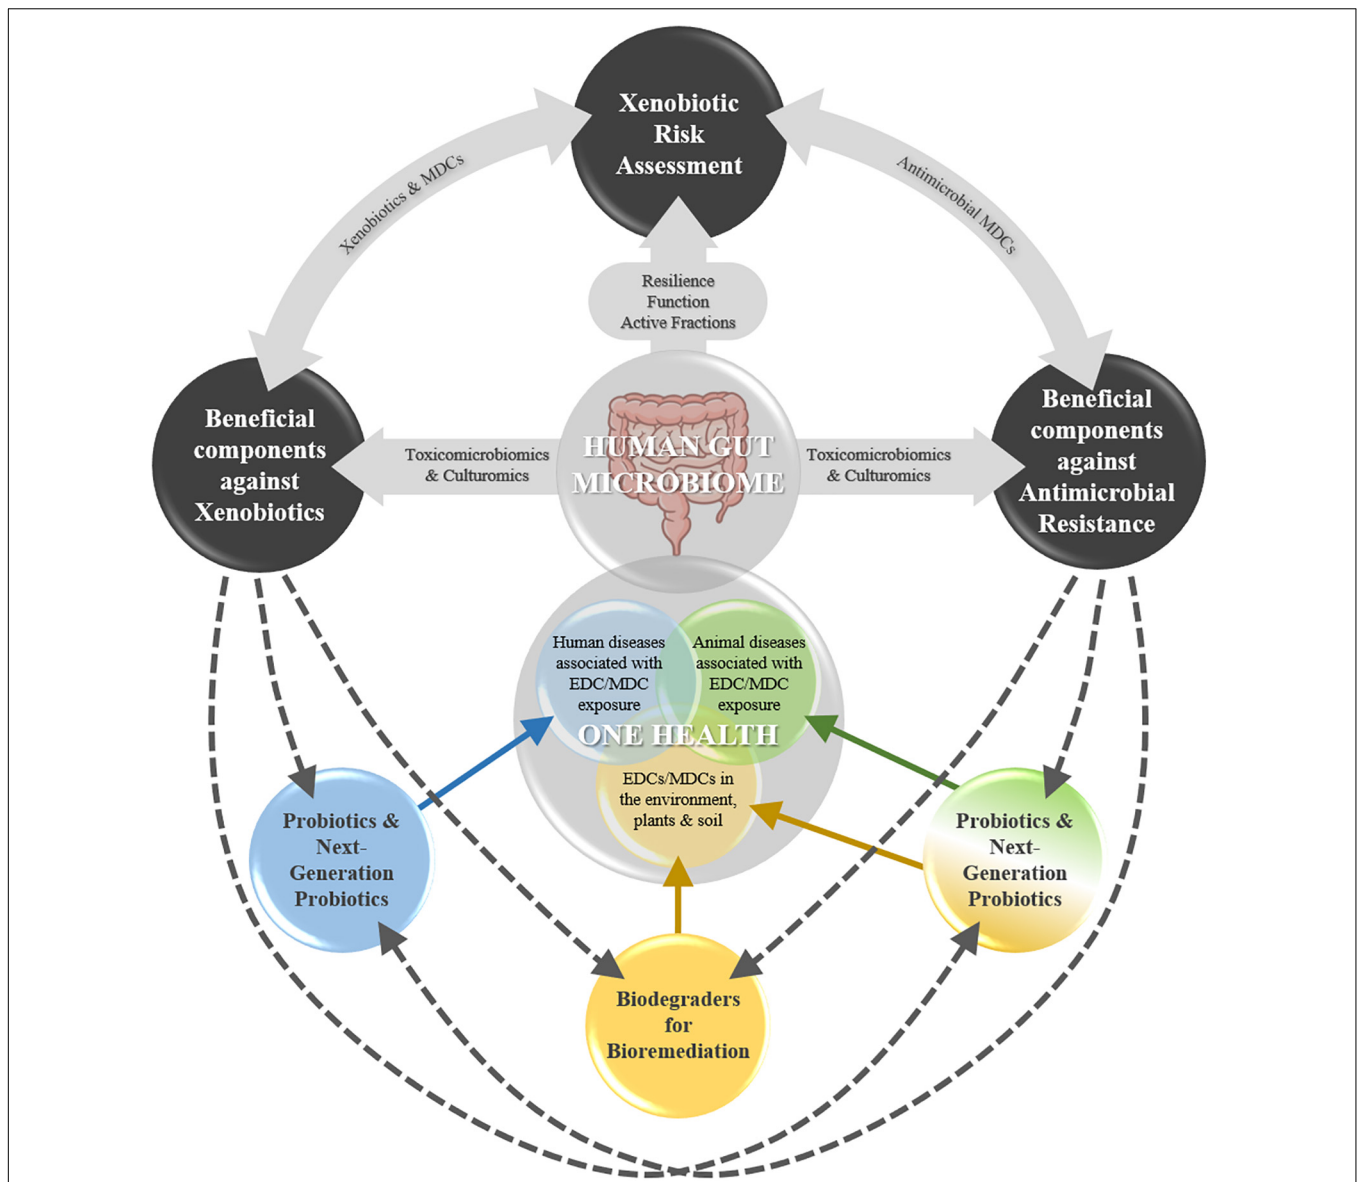 Xenobiotic
Risk
Assessment
Xenobiotics & MDCs
Antimicrobial MDCs
Resilience
Function
Active Fractions
Beneficial
components
against
Xenobiotics
Toxicomicrobiomics
& Culturomics
HUMAN GUT
MICROBIOME
Toxicomicrobiomics
& Culturomics
Beneficial
components
against
Antimicrobial
Resistance
Human diseases
associated with
EDC/MDC
exposure
Animal diseases
associated with
EDC/MDC
exposure
ONE HEALTH
EDCs/MDCs in
the environment,
plants & soil
Probiotics &
Next-
Generation
Probiotics
Probiotics &
Next-
Generation
Probiotics
Biodegraders
for
Bioremediation